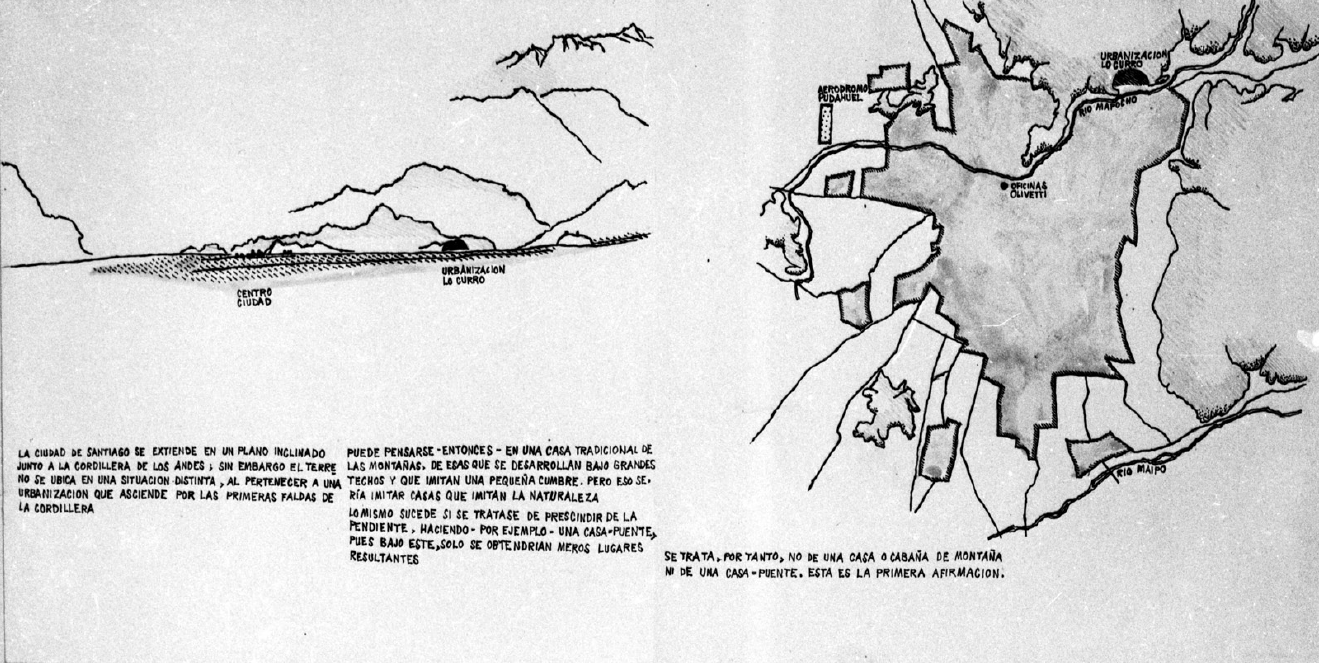 CENTRO
CIUDAD
URBANIZACION
LO CURRO
LA CIUDAD DE SANTIAGO SE EXTIENDE EN UN PLANO INCLINADO
JUNTO A LA CORDILLERA DE LOS ANDES; SIN EMBARGO EL TERRE
NO SE UBICA EN UNA SITUACION DISTINTA, AL PERTENECER A UNA
URBANIZACION QUE ASCIENDE POR LAS PRIMERAS FALDAS DE
LA CORDILLERA
PUEDE PENSARSE-ENTONCES-EN UNA CASA TRADICIONAL DE
LAS MONTAÑAS. DE ESAS QUE SE DESARROLLAN BAJO GRANDES
TECHOS Y QUE IMITAN UNA PEQUEÑA CUMBRE. PERO ESO SE-
RÍA IMITAR CASAS QUE IMITAN LA NATURALEZA
LO MISMO SUCEDE SI SE TRATASE DE PRESCINDIR DE LA
PENDIENTE, HACIENDO-POR EJEMPLO-UNA CASA-PUENTE,
PUES BAJO ESTE, SOLO SE OBTENDRIAN MEROS LUGARES
RESULTANTES
URBANIZACION
LO CURRO
AERODROMO
PUDAHUEL
RIO MAPOCHO
OFICINAS
OLIVETTI
RIO MAIPO
SE TRATA, POR TANTO, NO DE UNA CASA O CABAÑA DE MONTAÑA
NI DE UNA CASA-PUENTE. ESTA ES LA PRIMERA AFIRMACION.